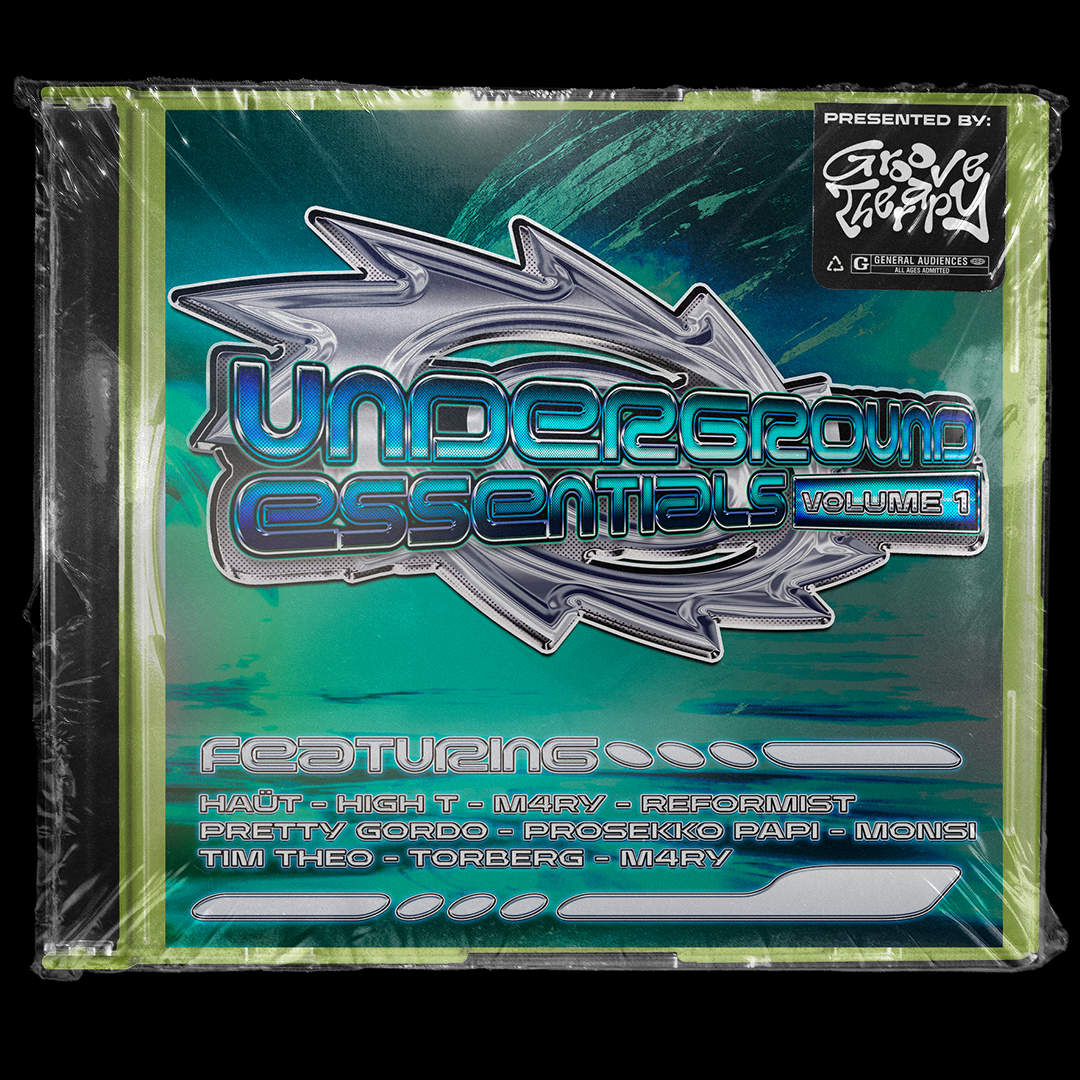 PRESENTED BY:
Groove
Therapy
G GENERAL AUDIENCES
ALL AGES ADMITTED
UNDERGROUND
ESSENTIALS
VOLUME 1
FEATURING
HAÜT - HIGH T - M4RY - REFORMIST
PRETTY GORDO - PROSEKKO PAPI - MONSI
TIM THEO - TORBERG - M4RY